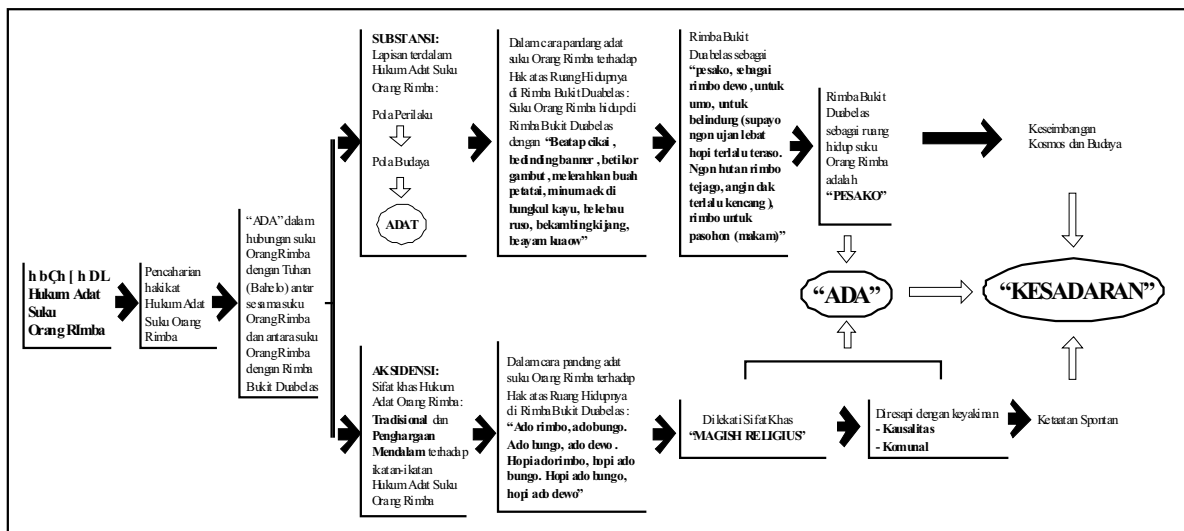 h bÇh [ h DL
Hukum Adat
Suku
Orang RImba
Pencaharian
hakikat
Hukum Adat
Suku Orang
Rimba
“ADA” dalam
hubungan suku
Orang Rimba
dengan Tuhan
(Bahelo) antar
sesama suku
Orang Rimba
dan antara suku
Orang Rimba
dengan Rimba
Bukit Duabelas
SUBSTANSI:
Lapisan terdalam
Hukum Adat Suku
Orang Rimba :
Pola Perilaku
Pola Budaya
ADAT
Dalam cara pandang adat
suku Orang Rimba terhadap
Hak atas Ruang Hidupnya
di Rimba Bukit Duabelas :
Suku Orang Rimba hidup di
Rimba Bukit Duabelas
dengan “Beatap cikai ,
bedinding banner , betikor
gambut , melerahkan buah
petatai, minum aek di
bungkul kayu, bekebau
ruso, bekambing kijang,
beayam kuaow”
Rimba Bukit
Duabelas sebagai
“pesako, sebagai
rimbo dewo , untuk
umo, untuk
belindung (supayo
ngon ujan lebat
hopi terlalu teraso.
Ngon hutan rimbo
tejago, angin dak
terlalu kencang ),
rimbo untuk
pasohon (makam)”
Rimba Bukit
Duabelas
sebagai ruang
hidup suku
Orang Rimba
adalah
“PESAKO”
Keseimbangan
Kosmos dan Budaya
“ADA”
“KESADARAN”
AKSIDENSI:
Sifat khas Hukum
Adat Orang Rimba :
Tradisional dan
Penghargaan
Mendalam terhadap
ikatan-ikatan
Hukum Adat Suku
Orang Rimba
Dalam cara pandang adat
suku Orang Rimba terhadap
Hak atas Ruang Hidupnya
di Rimba Bukit Duabelas :
“Ado rimbo, ado bungo.
Ado bungo, ado dewo .
Hopi ado rimbo, hopi ado
bungo. Hopi ado bungo,
hopi ado dewo”
Dilekati Sifat Khas
“MAGISH RELIGIUS”
Diresapi dengan keyakinan
- Kausalitas
- Komunal
Ketaatan Spontan